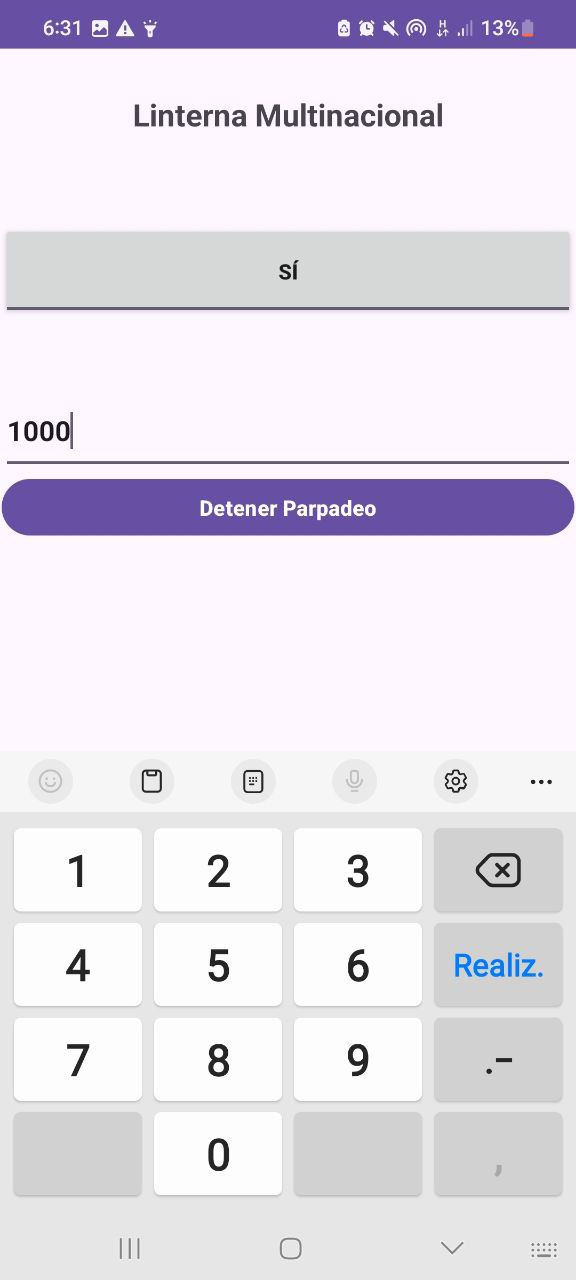 6:31 H 13%
Linterna Multinacional
SÍ
1000
Detener Parpadeo
1 2 3
4 5 6 Realiz.
7 8 9 .-
0 ,